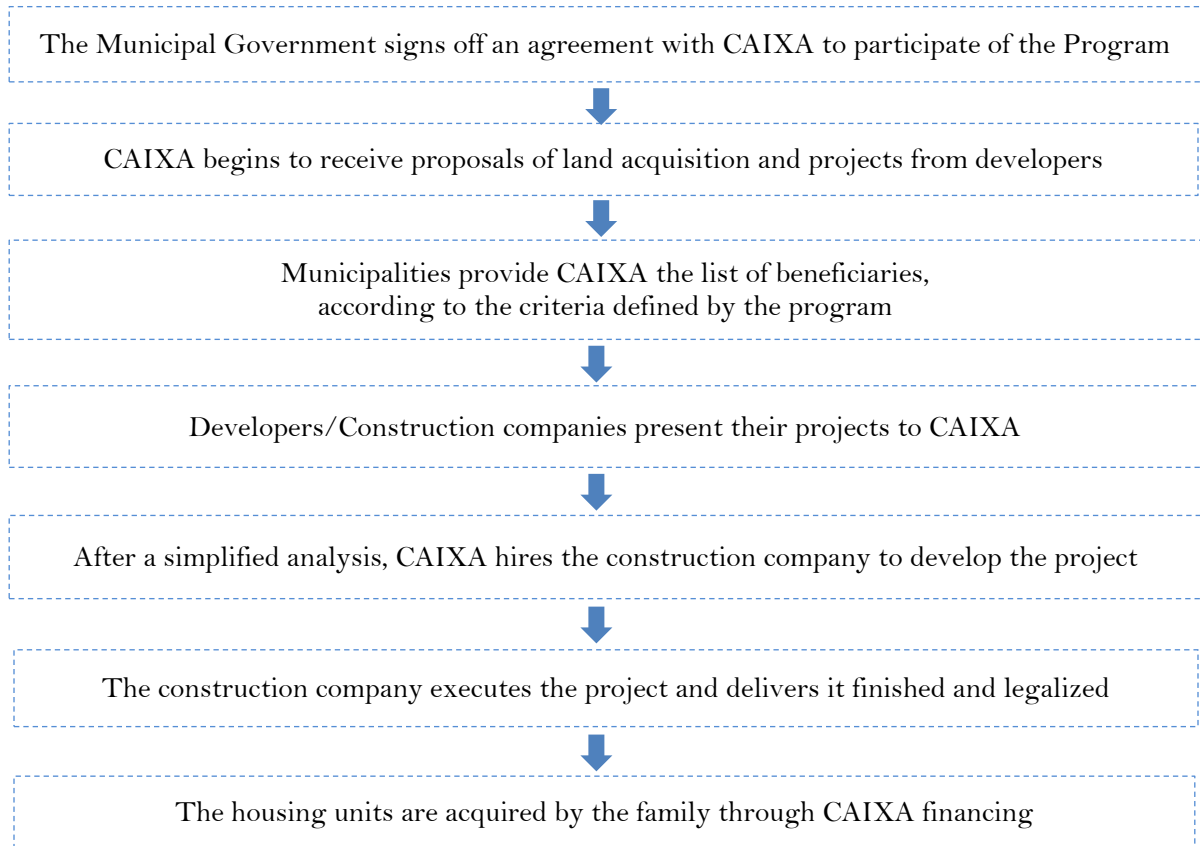 The Municipal Government signs off an agreement with CAIXA to participate of the Program
CAIXA begins to receive proposals of land acquisition and projects from developers
Municipalities provide CAIXA the list of beneficiaries,
according to the criteria defined by the program
Developers/Construction companies present their projects to CAIXA
After a simplified analysis, CAIXA hires the construction company to develop the project
The construction company executes the project and delivers it finished and legalized
The housing units are acquired by the family through CAIXA financing